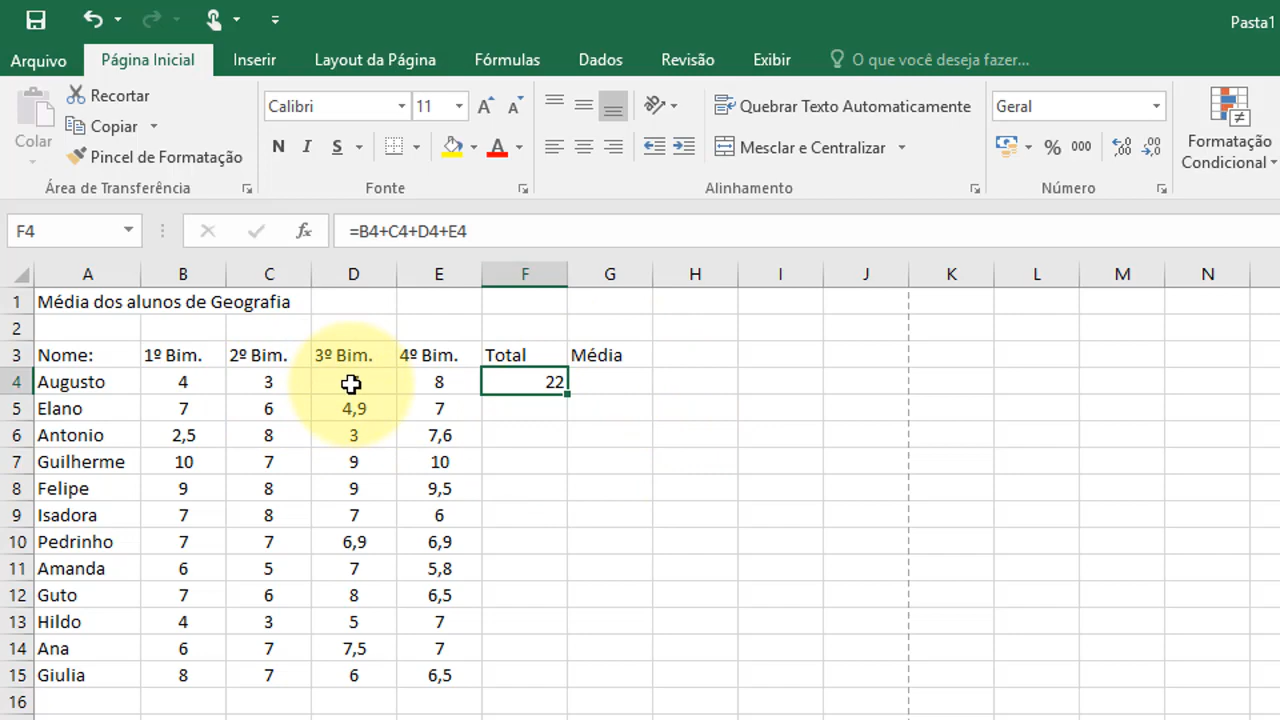 Pasta1
Arquivo Página Inicial Inserir Layout da Página Fórmulas Dados Revisão Exibir O que você deseja fazer...
Colar
Recortar
Copiar
Pincel de Formatação
Área de Transferência
Calibri 11
N I S A
Fonte
Quebrar Texto Automaticamente
Mesclar e Centralizar
Alinhamento
Geral
% 000 ,00 ,00
Número
Formatação
Condicional
F4 fx =B4+C4+D4+E4
A B C D E F G H I J K L M N
1 Média dos alunos de Geografia
2
3 Nome: 1º Bim. 2º Bim. 3º Bim. 4º Bim. Total Média
4 Augusto 4 3 8 22
5 Elano 7 6 4,9 7
6 Antonio 2,5 8 3 7,6
7 Guilherme 10 7 9 10
8 Felipe 9 8 9 9,5
9 Isadora 7 8 7 6
10 Pedrinho 7 7 6,9 6,9
11 Amanda 6 5 7 5,8
12 Guto 7 6 8 6,5
13 Hildo 4 3 5 7
14 Ana 6 7 7,5 7
15 Giulia 8 7 6 6,5
16